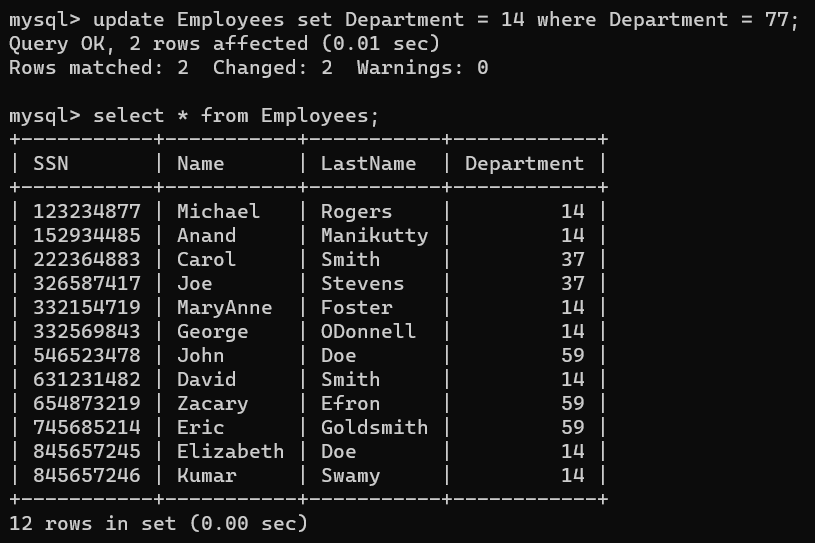 mysql> update Employees set Department = 14 where Department = 77;
Query OK, 2 rows affected (0.01 sec)
Rows matched: 2  Changed: 2  Warnings: 0

mysql> select * from Employees;
+-----------+-----------+-----------+------------+
| SSN       | Name      | LastName  | Department |
+-----------+-----------+-----------+------------+
| 123234877 | Michael   | Rogers    |         14 |
| 152934485 | Anand     | Manikutty |         14 |
| 222364883 | Carol     | Smith     |         37 |
| 326587417 | Joe       | Stevens   |         37 |
| 332154719 | MaryAnne  | Foster    |         14 |
| 332569843 | George    | ODonnell  |         14 |
| 546523478 | John      | Doe       |         59 |
| 631231482 | David     | Smith     |         14 |
| 654873219 | Zacary    | Efron     |         59 |
| 745685214 | Eric      | Goldsmith |         59 |
| 845657245 | Elizabeth | Doe       |         14 |
| 845657246 | Kumar     | Swamy     |         14 |
+-----------+-----------+-----------+------------+
12 rows in set (0.00 sec)